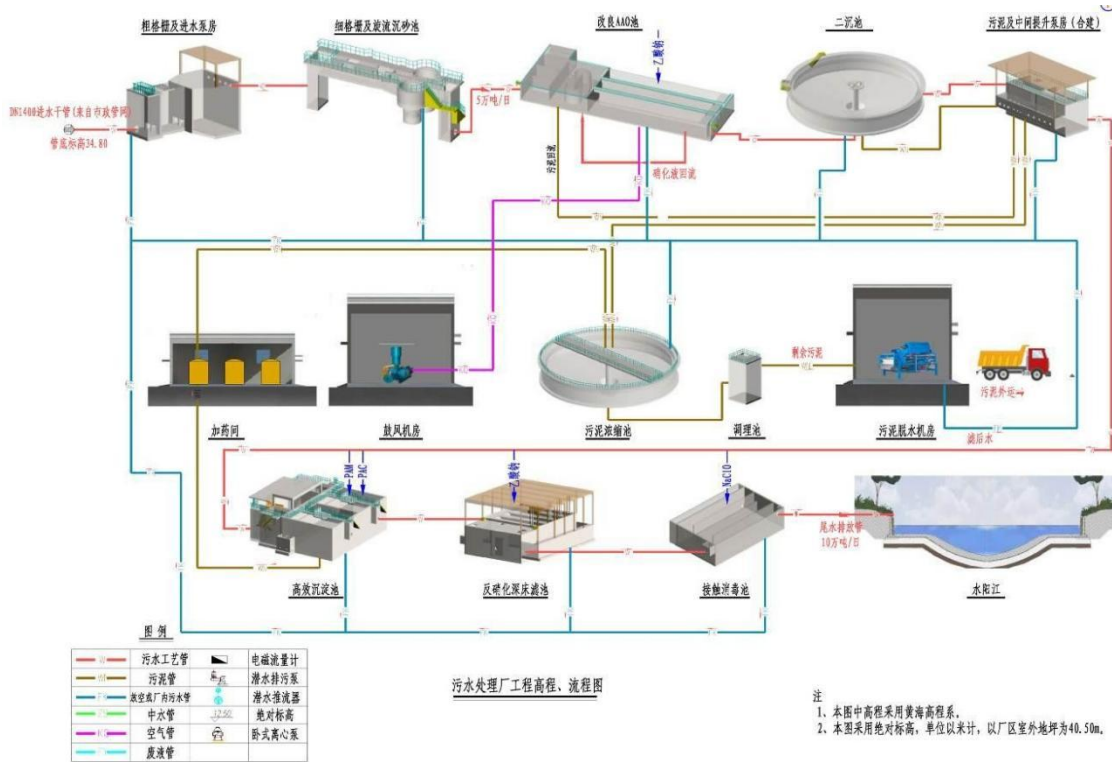 粗格栅及进水泵房
细格栅及旋流沉砂池
改良AAO池
二沉池
污泥及中间提升泵房(合建)
乙酸钠
DN1400进水干管(来自市政管网)
管底标高34.80
5万吨/日
污泥回流
硝化液回流
剩余污泥
污泥外运
加药间
鼓风机房
污泥浓缩池
调理池
污泥脱水机房
滤后水
PAM
PAC
乙酸钠
NaClO
尾水排放管
10万吨/日
高效沉淀池
反硝化深床滤池
接触消毒池
水阳江
图 例
污水工艺管
电磁流量计
污泥管
潜水排污泵
放空或厂内污水管
潜水推流器
中水管
绝对标高
空气管
卧式离心泵
废液管
污水处理厂工程高程、流程图
注
1、本图中高程采用黄海高程系。
2、本图采用绝对标高,单位以米计,以厂区室外地坪为40.50m。